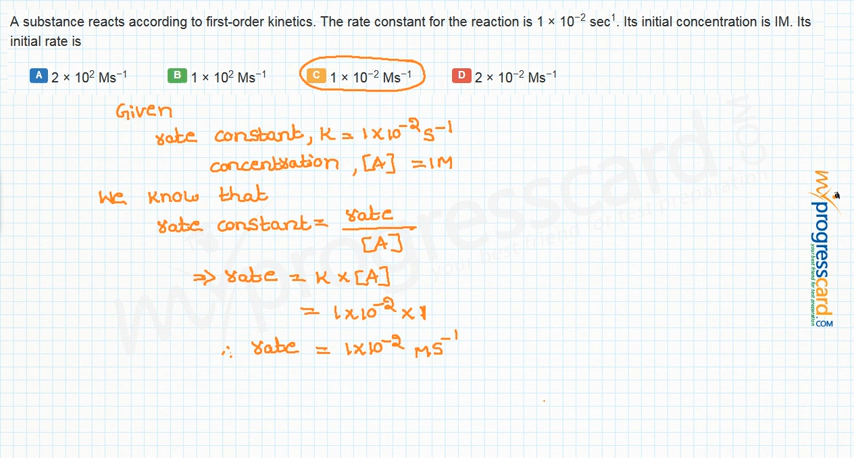 A substance reacts according to first-order kinetics. The rate constant for the reaction is 1 × 10⁻² sec¹. Its initial concentration is IM. Its
initial rate is
A 2 × 10² Ms⁻¹ B 1 × 10² Ms⁻¹ C 1 × 10⁻² Ms⁻¹ D 2 × 10⁻² Ms⁻¹
Given
rate constant, K = 1×10⁻² S⁻¹
concentration, [A] = 1M
We know that
rate constant = rate
[A]
⇒ rate = K × [A]
= 1×10⁻² × 1
∴ rate = 1×10⁻² MS⁻¹
myprogresscard
.COM